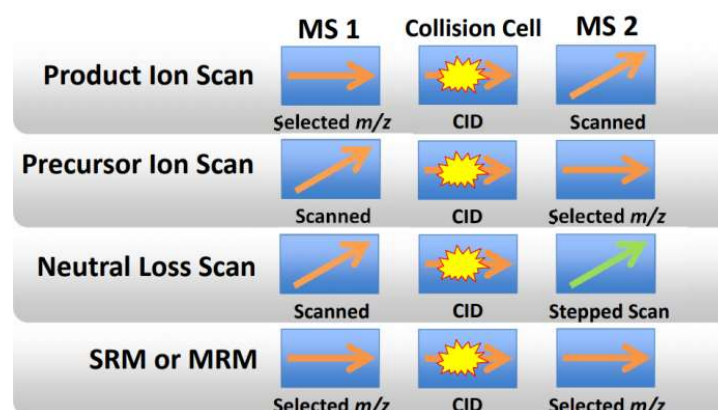 MS 1 Collision Cell MS 2
Product Ion Scan
Selected m/z CID Scanned
Precursor Ion Scan
Scanned CID Selected m/z
Neutral Loss Scan
Scanned CID Stepped Scan
SRM or MRM
Selected m/z CID Selected m/z